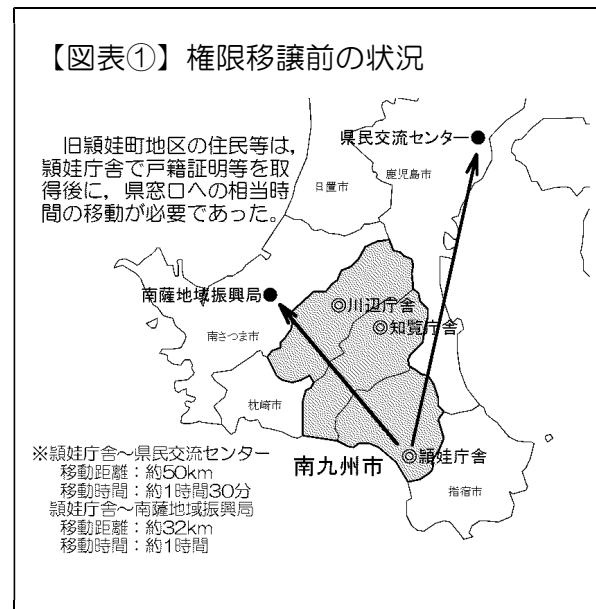 【図表①】権限移譲前の状況
旧頴娃町地区の住民等は,
頴娃庁舎で戸籍証明等を取
得後に,県窓口への相当時
間の移動が必要であった。
県民交流センター
日置市
鹿児島市
南薩地域振興局
◎川辺庁舎
◎知覧庁舎
南さつま市
枕崎市
◎頴娃庁舎
南九州市
指宿市
※頴娃庁舎~県民交流センター
移動距離:約50km
移動時間:約1時間30分
頴娃庁舎~南薩地域振興局
移動距離:約32km
移動時間:約1時間